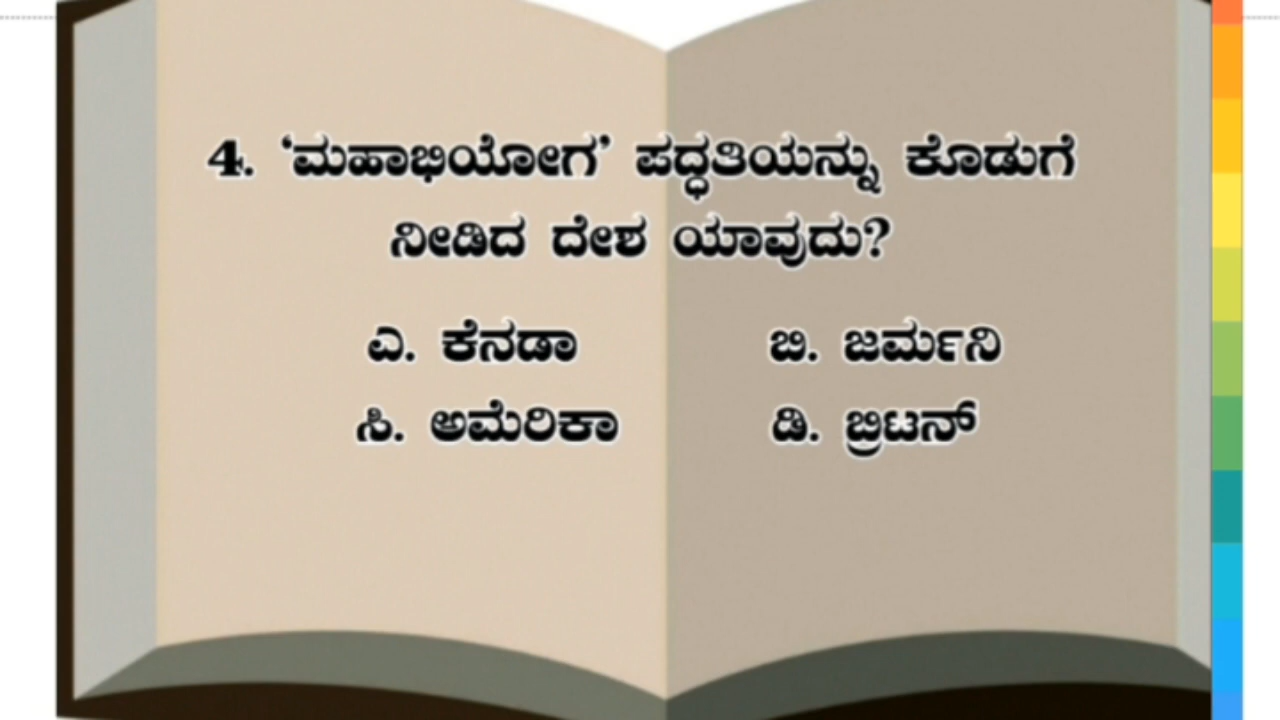 4. ‘ಮಹಾಭಿಯೋಗ’ ಪದ್ಧತಿಯನ್ನು ಕೊಡುಗೆ
ನೀಡಿದ ದೇಶ ಯಾವುದು?
ಎ. ಕೆನಡಾ ಬಿ. ಜರ್ಮನಿ
ಸಿ. ಅಮೆರಿಕಾ ಡಿ. ಬ್ರಿಟನ್